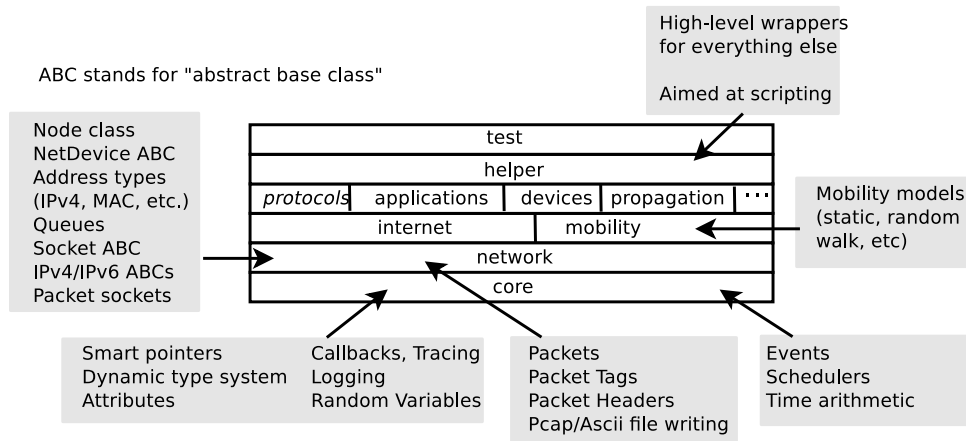 High-level wrappers
for everything else
Aimed at scripting
ABC stands for "abstract base class"
Node class
NetDevice ABC
Address types
(IPv4, MAC, etc.)
Queues
Socket ABC
IPv4/IPv6 ABCs
Packet sockets
test
helper
protocols applications devices propagation ...
internet mobility
network
core
Mobility models
(static, random
walk, etc)
Smart pointers
Dynamic type system
Attributes
Callbacks, Tracing
Logging
Random Variables
Packets
Packet Tags
Packet Headers
Pcap/Ascii file writing
Events
Schedulers
Time arithmetic